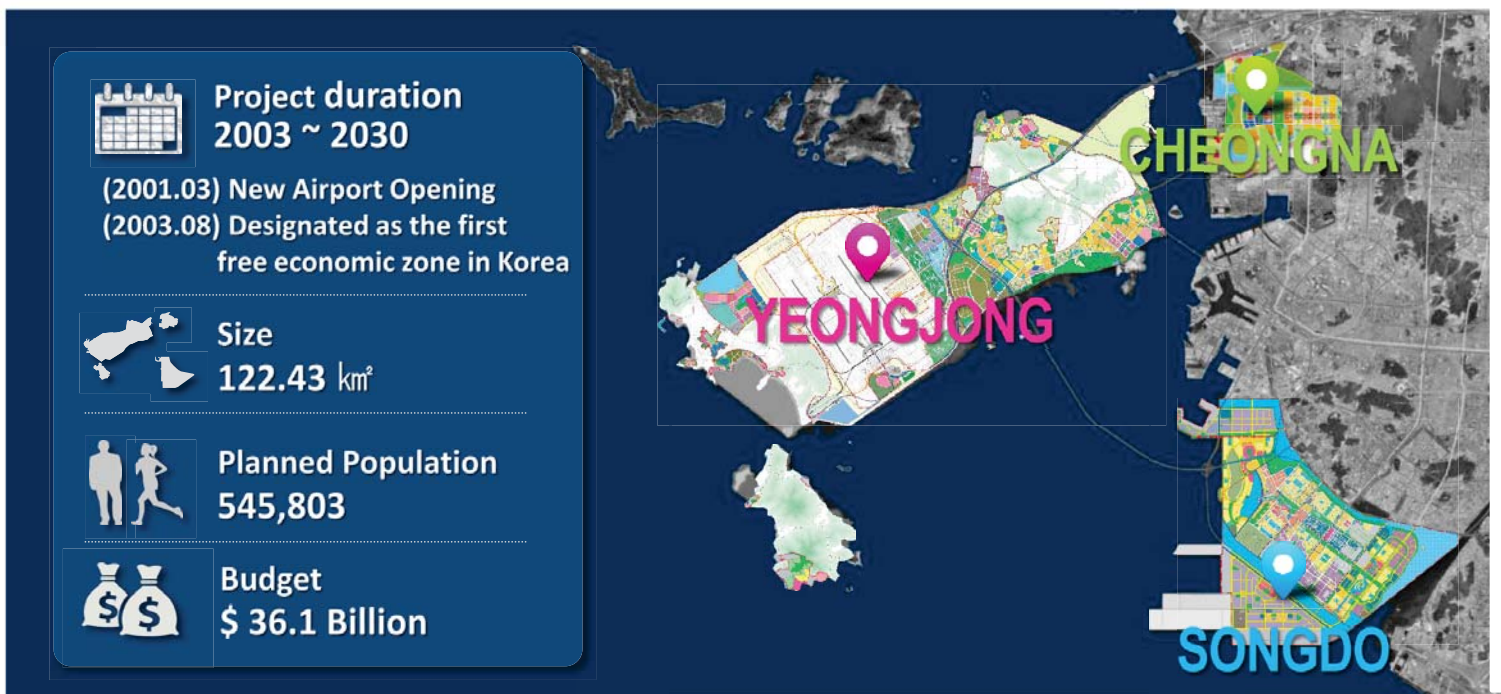 Project duration
2003 ~ 2030
(2001.03) New Airport Opening
(2003.08) Designated as the first
free economic zone in Korea
Size
122.43 ㎢
Planned Population
545,803
$ $
Budget
$ 36.1 Billion
CHEONGNA
YEONGJONG
SONGDO